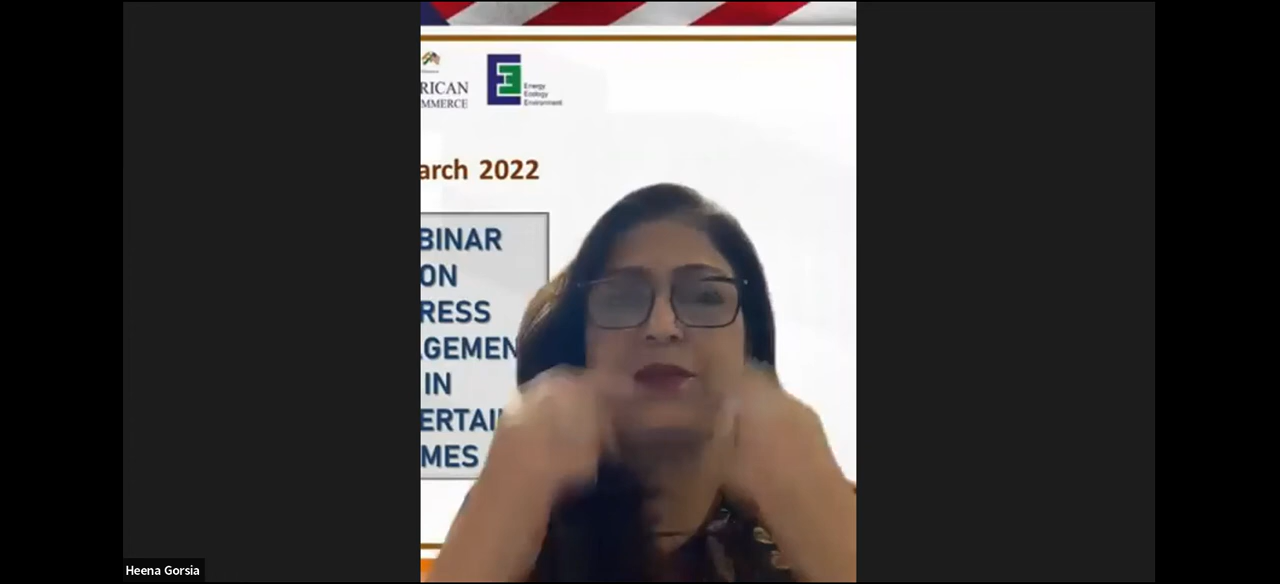 RICAN
MMERCE
Energy
Ecology
Environment
arch 2022
BINAR
ON
RESS
AGEMEN
IN
ERTAI
MES
Heena Gorsia